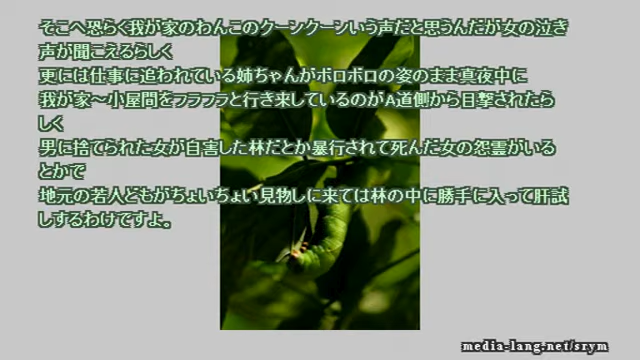 そこへ恐らく我が家のわんこのクーンクーンいう声だと思うんだが女の泣き
声が聞こえるらしく
更には仕事に追われている姉ちゃんがボロボロの姿のまま真夜中に
我が家～小屋間をフラフラと行き来しているのがA道側から目撃されたら
しく
男に捨てられた女が自害した林だとか暴行されて死んだ女の怨霊がいる
とかで
地元の若人どもがちょいちょい見物しに来ては林の中に勝手に入って肝試
しするわけですよ。
media-lang.net/srym